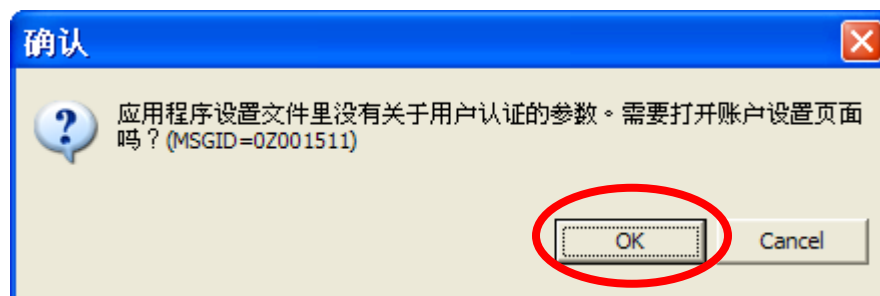 确认
应用程序设置文件里没有关于用户认证的参数。需要打开账户设置页面
吗？(MSGID=0Z001511)
OK
Cancel